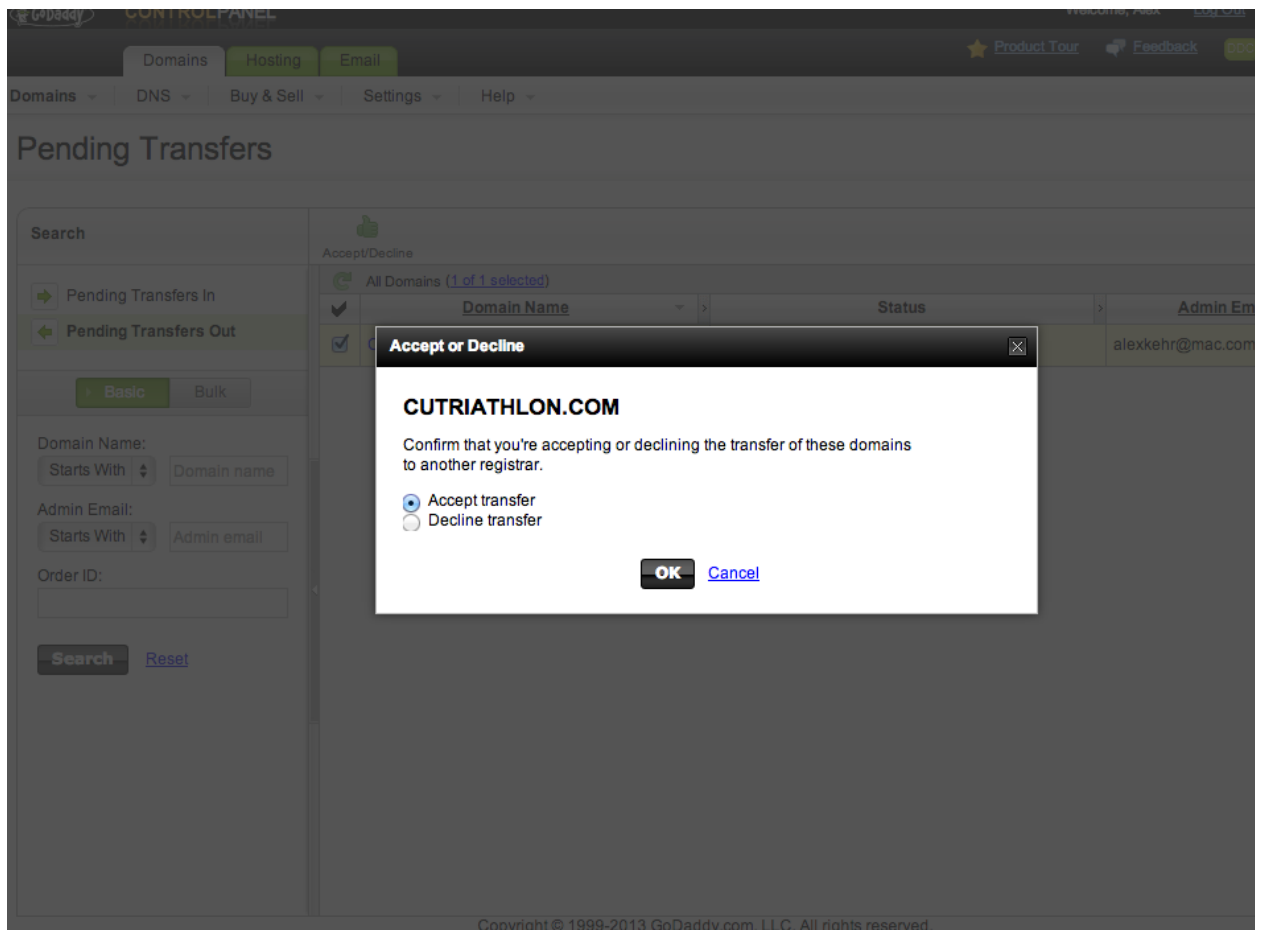 GoDaddy CONTROLPANEL Welcome, Alex Log Out
Domains Hosting Email Product Tour Feedback
Domains DNS Buy & Sell Settings Help
Pending Transfers
Search
Accept/Decline
All Domains (1 of 1 selected)
Pending Transfers In
Domain Name Status Admin Em
Pending Transfers Out
alexkehr@mac.com
Accept or Decline
CUTRIATHLON.COM
Confirm that you're accepting or declining the transfer of these domains
to another registrar.
Accept transfer
Decline transfer
OK Cancel
Basic Bulk
Domain Name:
Starts With Domain name
Admin Email:
Starts With Admin email
Order ID:
Search Reset
Copyright © 1999-2013 GoDaddy.com, LLC. All rights reserved.